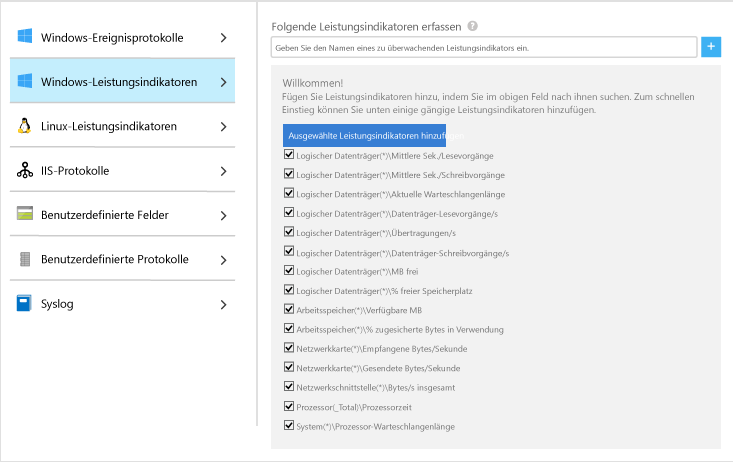 Windows-Ereignisprotokolle
Windows-Leistungsindikatoren
Linux-Leistungsindikatoren
IIS-Protokolle
Benutzerdefinierte Felder
Benutzerdefinierte Protokolle
Syslog
Folgende Leistungsindikatoren erfassen ?
Geben Sie den Namen eines zu überwachenden Leistungsindikators ein.
+
Willkommen!
Fügen Sie Leistungsindikatoren hinzu, indem Sie im obigen Feld nach ihnen suchen. Zum schnellen
Einstieg können Sie unten einige gängige Leistungsindikatoren hinzufügen.
Ausgewählte Leistungsindikatoren hinzufügen
Logischer Datenträger(*)\Mittlere Sek./Lesevorgänge
Logischer Datenträger(*)\Mittlere Sek./Schreibvorgänge
Logischer Datenträger(*)\Aktuelle Warteschlangenlänge
Logischer Datenträger(*)\Datenträger-Lesevorgänge/s
Logischer Datenträger(*)\Übertragungen/s
Logischer Datenträger(*)\Datenträger-Schreibvorgänge/s
Logischer Datenträger(*)\MB frei
Logischer Datenträger(*)\% freier Speicherplatz
Arbeitsspeicher(*)\Verfügbare MB
Arbeitsspeicher(*)\% zugesicherte Bytes in Verwendung
Netzwerkkarte(*)\Empfangene Bytes/Sekunde
Netzwerkkarte(*)\Gesendete Bytes/Sekunde
Netzwerkschnittstelle(*)\Bytes/s insgesamt
Prozessor(_Total)\Prozessorzeit
System(*)\Prozessor-Warteschlangenlänge